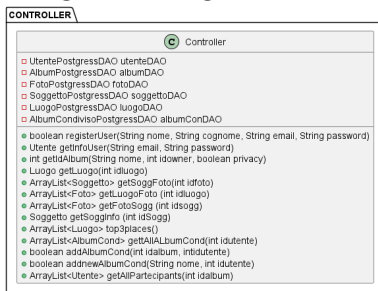 CONTROLLER
C Controller
UtentePostgressDAO utenteDAO
AlbumPostgressDAO albumDAO
FotoPostgressDAO fotoDAO
SoggettoPostgressDAO soggettoDAO
LuogoPostgressDAO luogoDAO
AlbumCondivisoPostgressDAO albumConDAO
boolean registerUser(String nome, String cognome, String email, String password)
Utente getInfoUser(String email, String password)
int getIdAlbum(String nome, int idowner, boolean privacy)
Luogo getLuogo(int idluogo)
ArrayList<Soggetto> getSoggFoto(int idfoto)
ArrayList<Foto> getLuogoFoto (int idluogo)
ArrayList<Foto> getFotoSogg (int idsogg)
Soggetto getSoggInfo (int idSogg)
ArrayList<Luogo> top3places()
ArrayList<AlbumCond> gettAllALbumCond(int idutente)
boolean addAlbumCond(int idalbum, intidutente)
boolean addnewAlbumCond(String nome, int idutente)
ArrayList<Utente> getAllPartecipants(int idalbum)